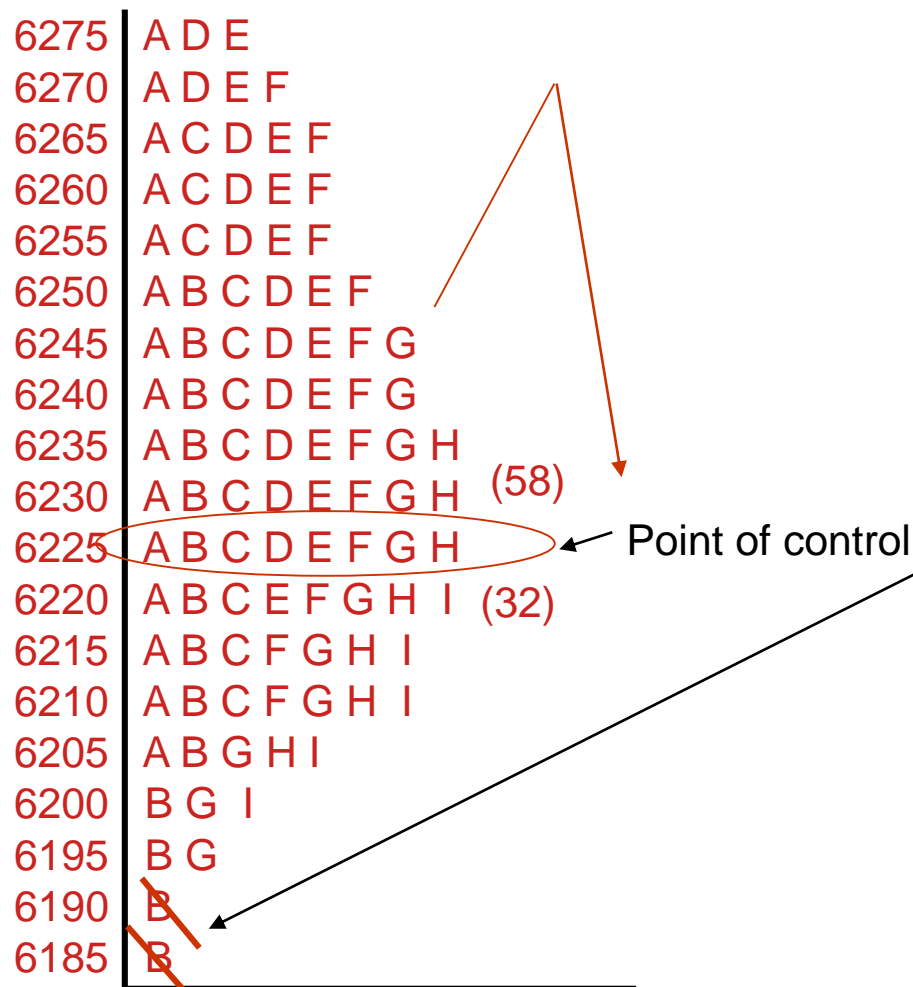 6275 A D E
6270 A D E F
6265 A C D E F
6260 A C D E F
6255 A C D E F
6250 A B C D E F
6245 A B C D E F G
6240 A B C D E F G
6235 A B C D E F G H
6230 A B C D E F G H (58)
6225 A B C D E F G H Point of control
6220 A B C E F G H I (32)
6215 A B C F G H I
6210 A B C F G H I
6205 A B G H I
6200 B G I
6195 B G
6190 B
6185 B